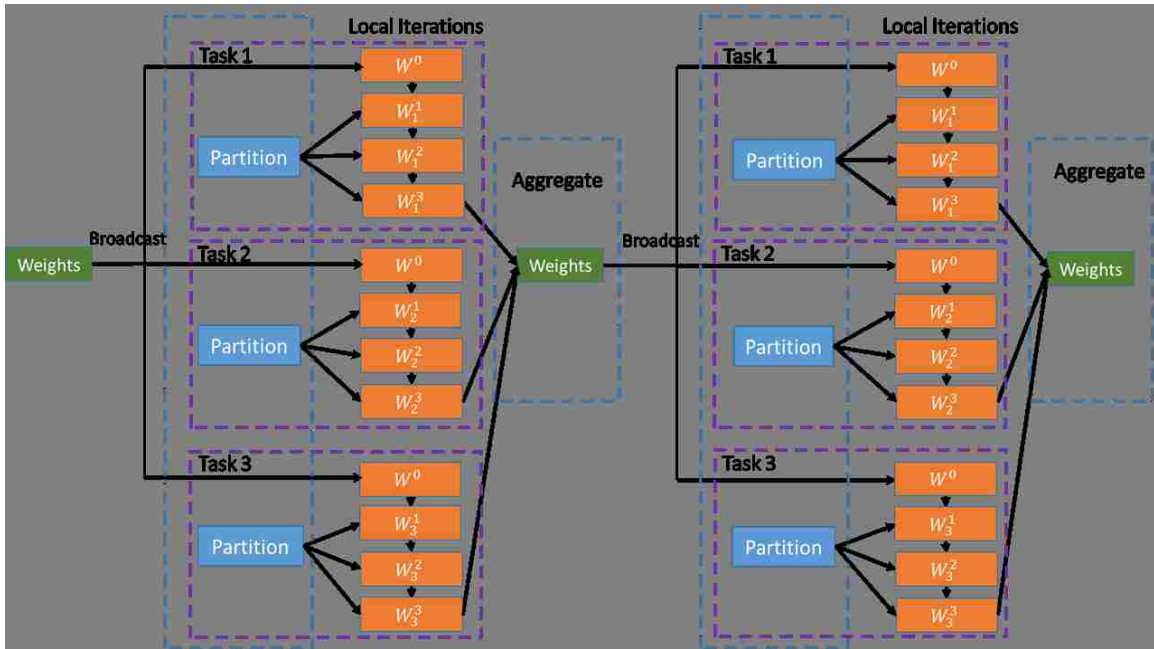 Local Iterations
Task 1
W⁰
W₁¹
Partition
W₁²
W₁³
Aggregate
Broadcast
Weights
Task 2
W⁰
Weights
W₂¹
Partition
W₂²
W₂³
Task 3
W⁰
W₃¹
Partition
W₃²
W₃³
Local Iterations
Task 1
W⁰
W₁¹
Partition
W₁²
W₁³
Aggregate
Broadcast
Task 2
W⁰
Weights
W₂¹
Partition
W₂²
W₂³
Task 3
W⁰
W₃¹
Partition
W₃²
W₃³